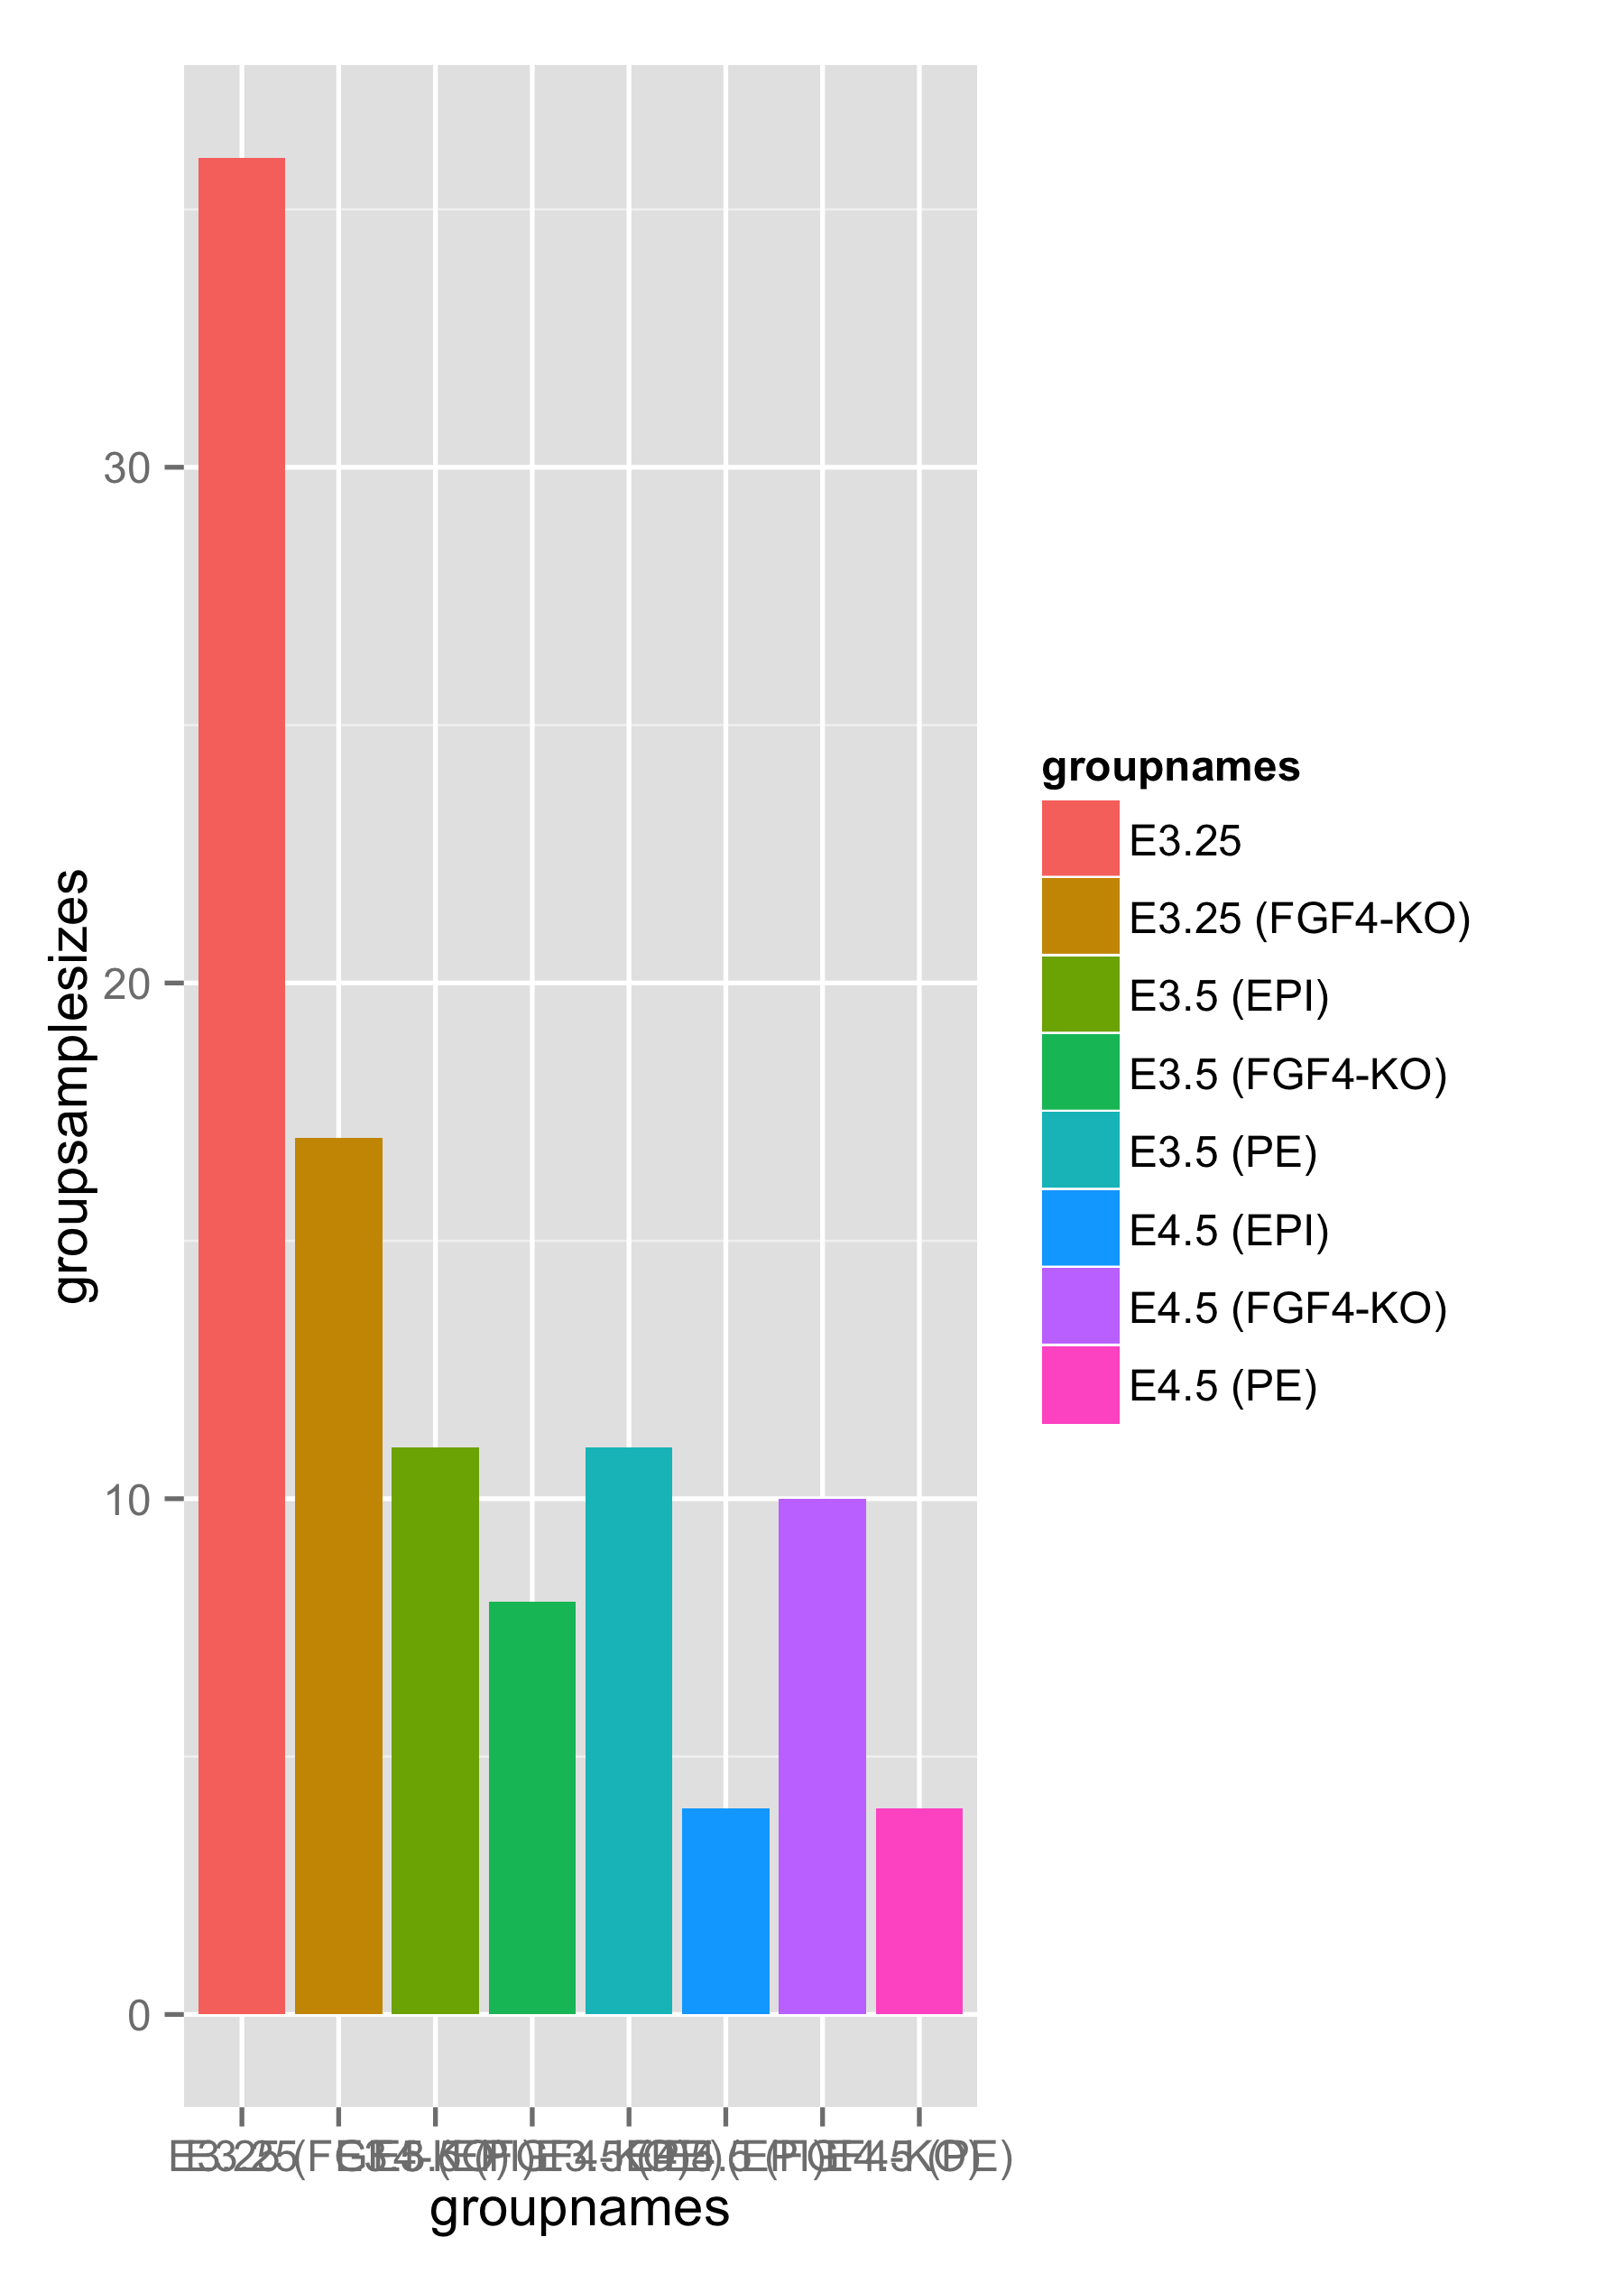 groupsamplesizes
30
20
10
0
groupnames
groupnames
E3.25
E3.25 (FGF4-KO)
E3.5 (EPI)
E3.5 (FGF4-KO)
E3.5 (PE)
E4.5 (EPI)
E4.5 (FGF4-KO)
E4.5 (PE)